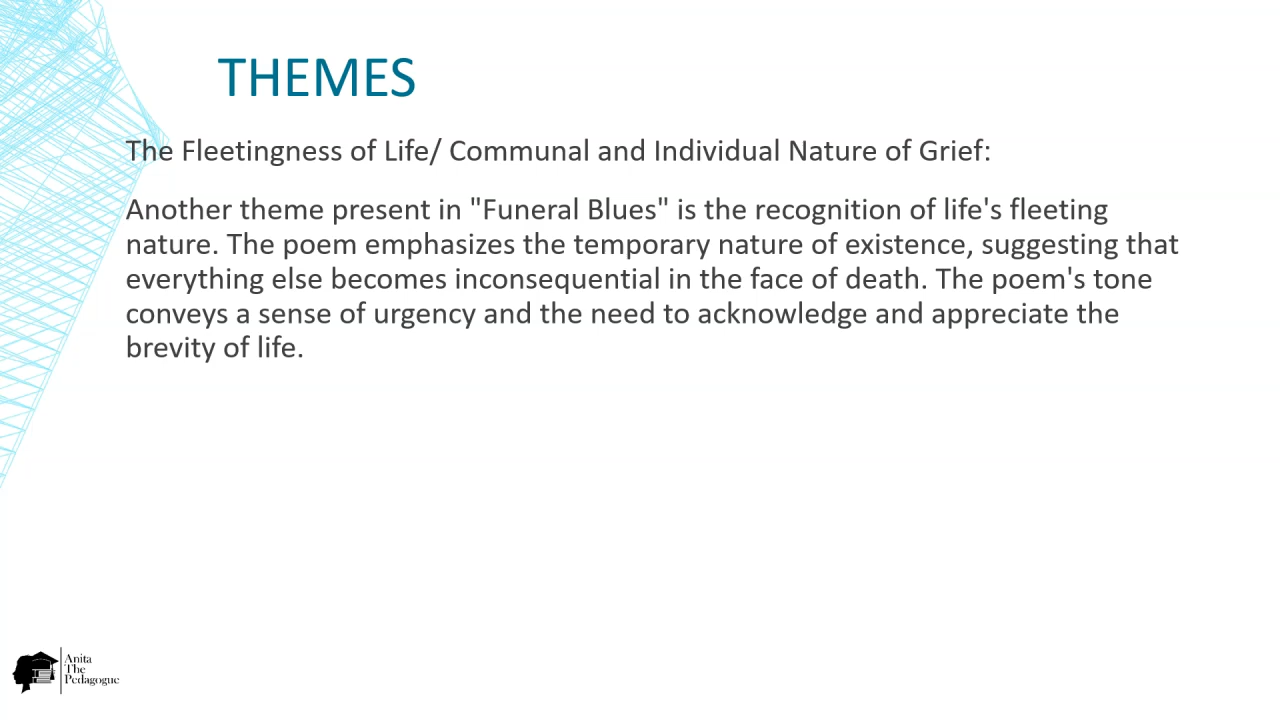 THEMES
The Fleetingness of Life/ Communal and Individual Nature of Grief:
Another theme present in "Funeral Blues" is the recognition of life's fleeting
nature. The poem emphasizes the temporary nature of existence, suggesting that
everything else becomes inconsequential in the face of death. The poem's tone
conveys a sense of urgency and the need to acknowledge and appreciate the
brevity of life.
Anita
The
Pedagogue